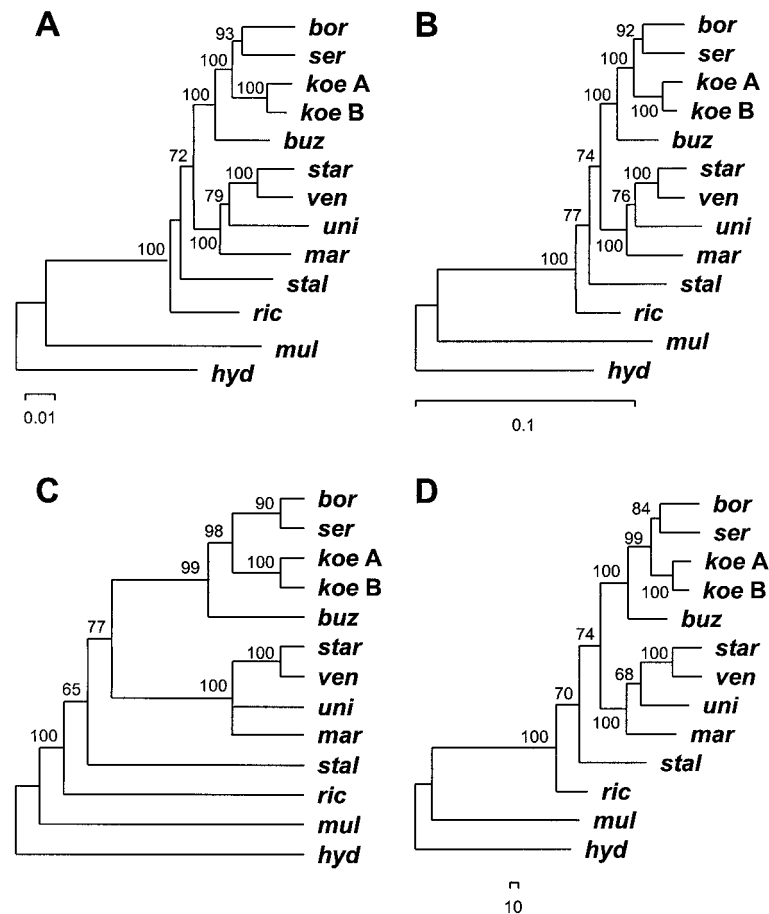 A
93
bor
ser
100
100
koe A
koe B
100
buz
72
100
star
ven
79
uni
100
mar
100
stal
ric
mul
hyd
0.01
B
92
bor
ser
100
koe A
100
koe B
100
buz
74
100
star
ven
76
uni
77
100
mar
100
stal
ric
mul
hyd
0.1
C
90
bor
ser
98
100
koe A
koe B
99
buz
77
100
star
ven
100
uni
mar
65
stal
100
ric
mul
hyd
D
84
bor
ser
99
koe A
100
koe B
100
buz
74
100
star
ven
68
uni
100
mar
70
stal
100
ric
mul
hyd
10